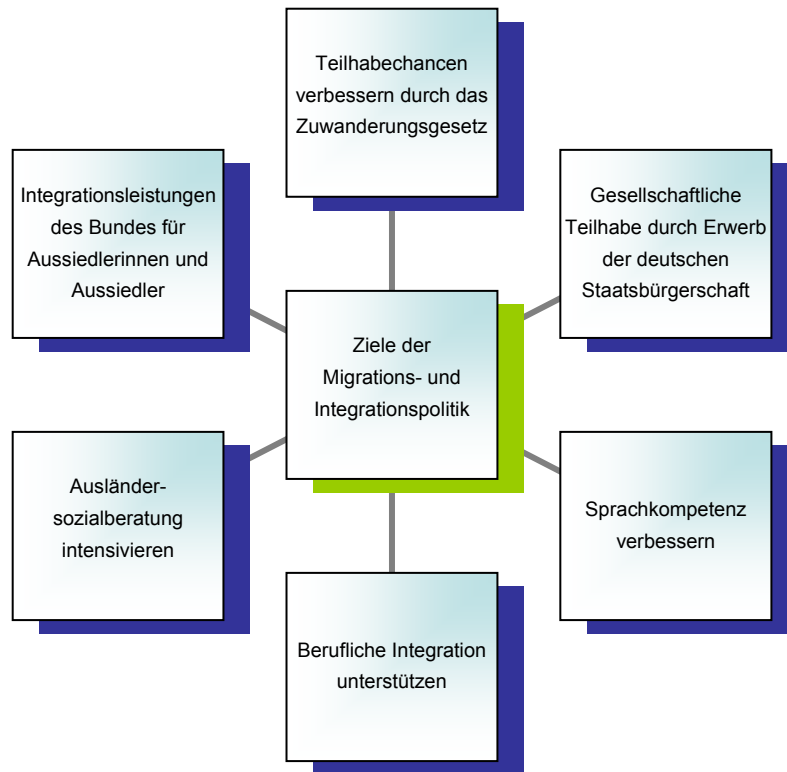 Teilhabechancen
verbessern durch das
Zuwanderungsgesetz
Integrationsleistungen
des Bundes für
Aussiedlerinnen und
Aussiedler
Gesellschaftliche
Teilhabe durch Erwerb
der deutschen
Staatsbürgerschaft
Ziele der
Migrations- und
Integrationspolitik
Ausländer-
sozialberatung
intensivieren
Sprachkompetenz
verbessern
Berufliche Integration
unterstützen